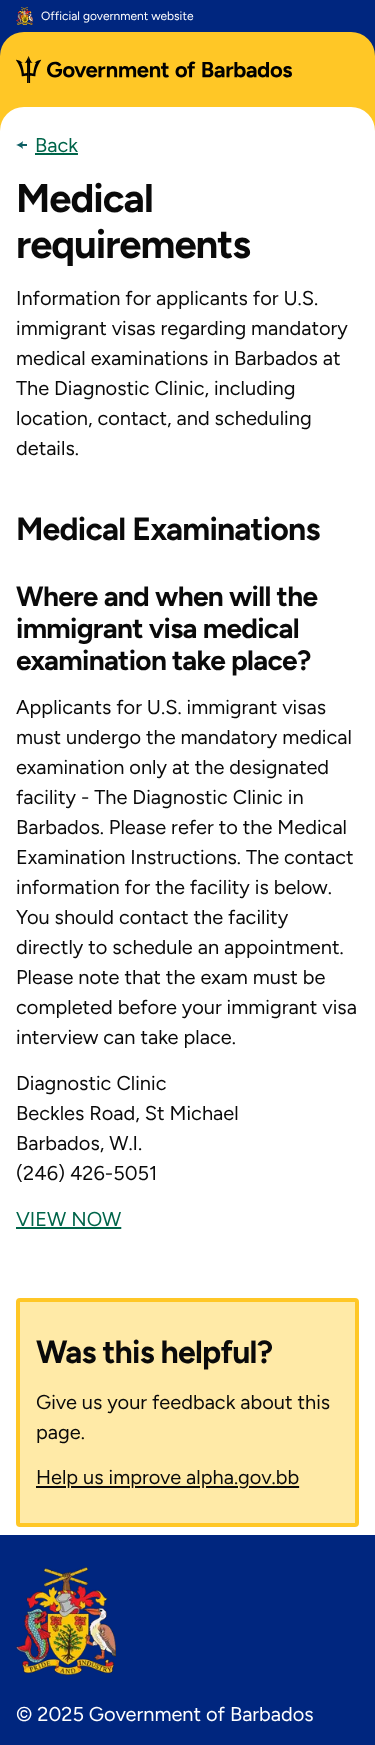 Official government website
Government of Barbados
← Back
Medical
requirements
Information for applicants for U.S.
immigrant visas regarding mandatory
medical examinations in Barbados at
The Diagnostic Clinic, including
location, contact, and scheduling
details.
Medical Examinations
Where and when will the
immigrant visa medical
examination take place?
Applicants for U.S. immigrant visas
must undergo the mandatory medical
examination only at the designated
facility - The Diagnostic Clinic in
Barbados. Please refer to the Medical
Examination Instructions. The contact
information for the facility is below.
You should contact the facility
directly to schedule an appointment.
Please note that the exam must be
completed before your immigrant visa
interview can take place.
Diagnostic Clinic
Beckles Road, St Michael
Barbados, W.I.
(246) 426-5051
VIEW NOW
Was this helpful?
Give us your feedback about this
page.
Help us improve alpha.gov.bb
PRIDE AND INDUSTRY
© 2025 Government of Barbados